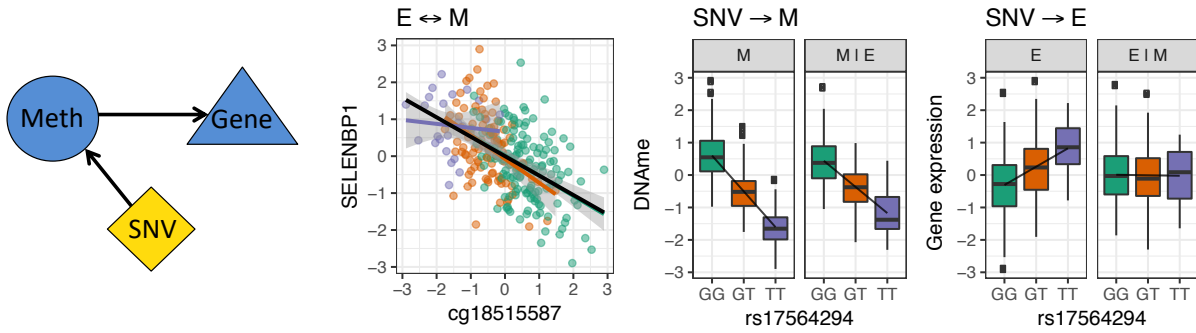 Meth
Gene
SNV
E ↔ M
SELENBP1
3
2
1
0
−1
−2
−3
−3 −2 −1 0 1 2 3
cg18515587
SNV → M
M
M | E
DNAme
3
2
1
0
−1
−2
−3
GG GT TT GG GT TT
rs17564294
SNV → E
E
E | M
Gene expression
3
2
1
0
−1
−2
−3
GG GT TT GG GT TT
rs17564294